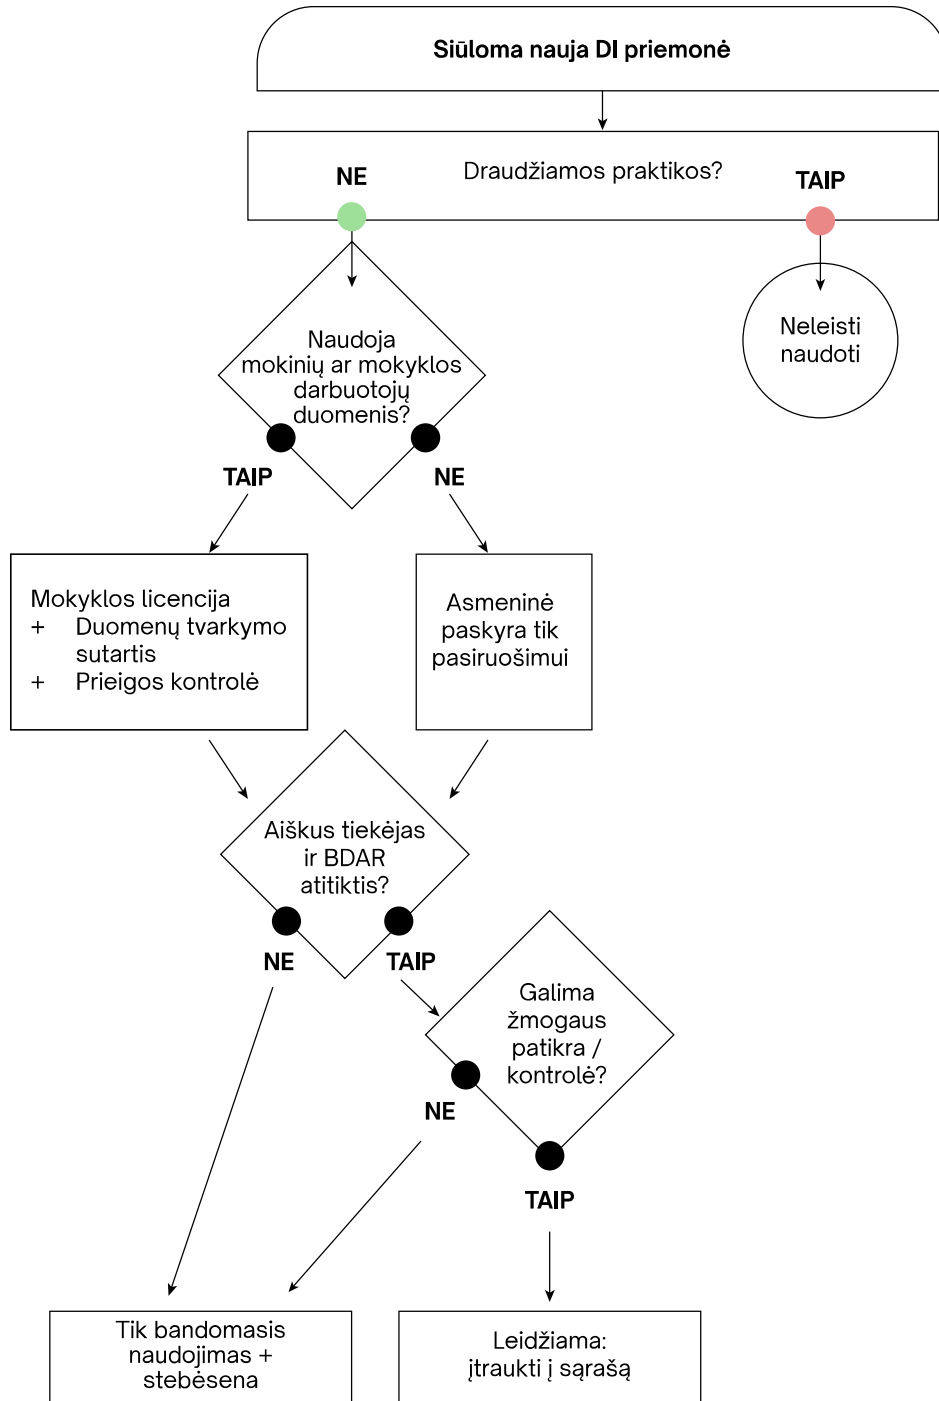 Siūloma nauja DI priemonė
Draudžiamos praktikos?
NE
TAIP
Neleisti
naudoti
Naudoja
mokinių ar mokyklos
darbuotojų
duomenis?
TAIP
NE
Mokyklos licencija
+ Duomenų tvarkymo
sutartis
+ Prieigos kontrolė
Asmeninė
paskyra tik
pasiruošimui
Aiškus tiekėjas
ir BDAR
atitiktis?
NE
TAIP
Galima
žmogaus
patikra /
kontrolė?
NE
TAIP
Tik bandomasis
naudojimas +
stebėsena
Leidžiama:
įtraukti į sąrašą